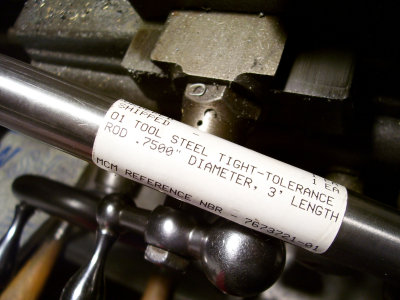 SHIPPED -
1 EA
O1 TOOL STEEL TIGHT-TOLERANCE
ROD .7500" DIAMETER, 3' LENGTH
MCM REFERENCE NBR - 7673721-01